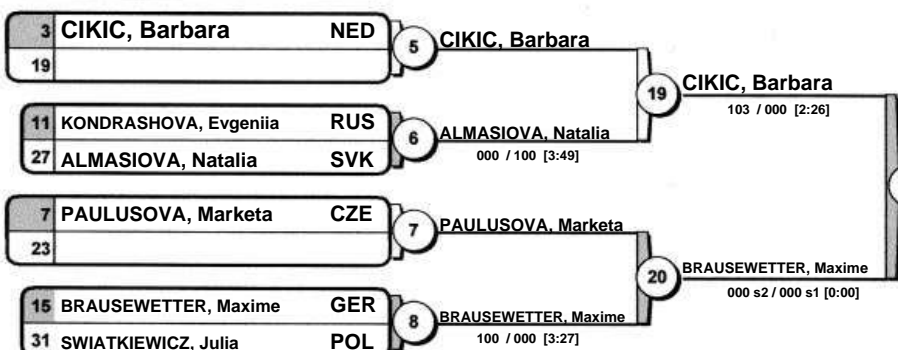 3 CIKIC, Barbara NED
19
5
CIKIC, Barbara
11 KONDRASHOVA, Evgeniia RUS
27 ALMASIOVA, Natalia SVK
6
ALMASIOVA, Natalia
000 / 100 [3:49]
19
CIKIC, Barbara
103 / 000 [2:26]
7 PAULUSOVA, Marketa CZE
23
7
PAULUSOVA, Marketa
15 BRAUSEWETTER, Maxime GER
31 SWIATKIEWICZ, Julia POL
8
BRAUSEWETTER, Maxime
100 / 000 [3:27]
20
BRAUSEWETTER, Maxime
000 s2 / 000 s1 [0:00]